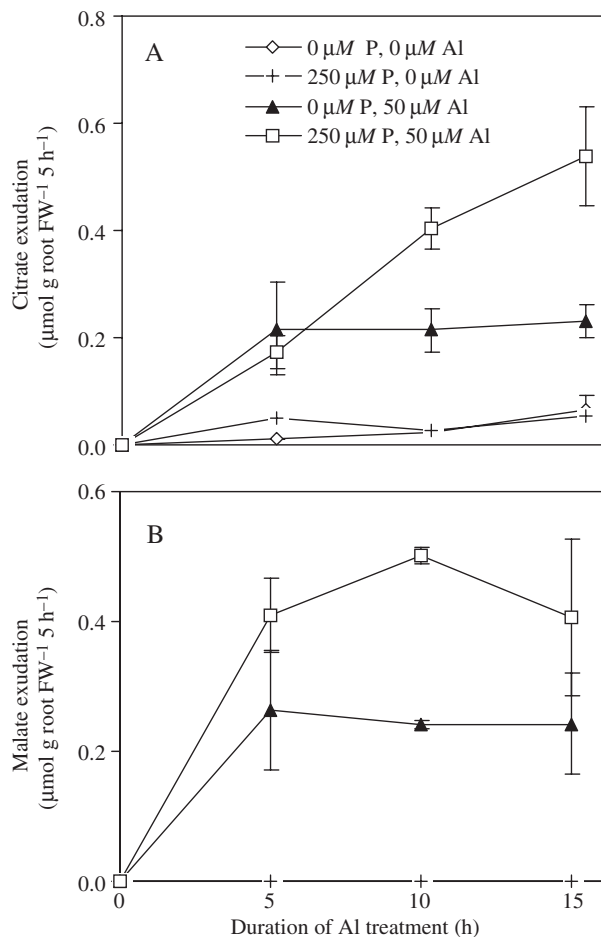 0.8
A
0 µM P, 0 µM Al
250 µM P, 0 µM Al
0 µM P, 50 µM Al
250 µM P, 50 µM Al
0.6
0.4
0.2
0.0
Citrate exudation
(µmol g root FW⁻¹ 5 h⁻¹)
0.6
B
0.4
0.2
0.0
Malate exudation
(µmol g root FW⁻¹ 5 h⁻¹)
0 5 10 15
Duration of Al treatment (h)